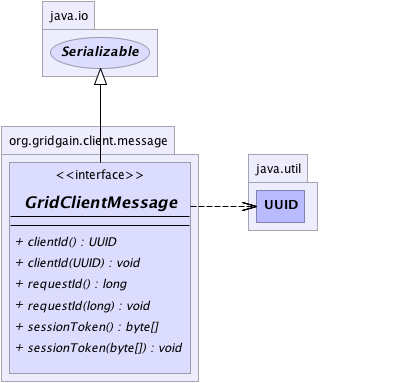 java.io
Serializable
org.gridgain.client.message
<<interface>>
GridClientMessage
+ clientId() : UUID
+ clientId(UUID) : void
+ requestId() : long
+ requestId(long) : void
+ sessionToken() : byte[]
+ sessionToken(byte[]) : void
java.util
UUID